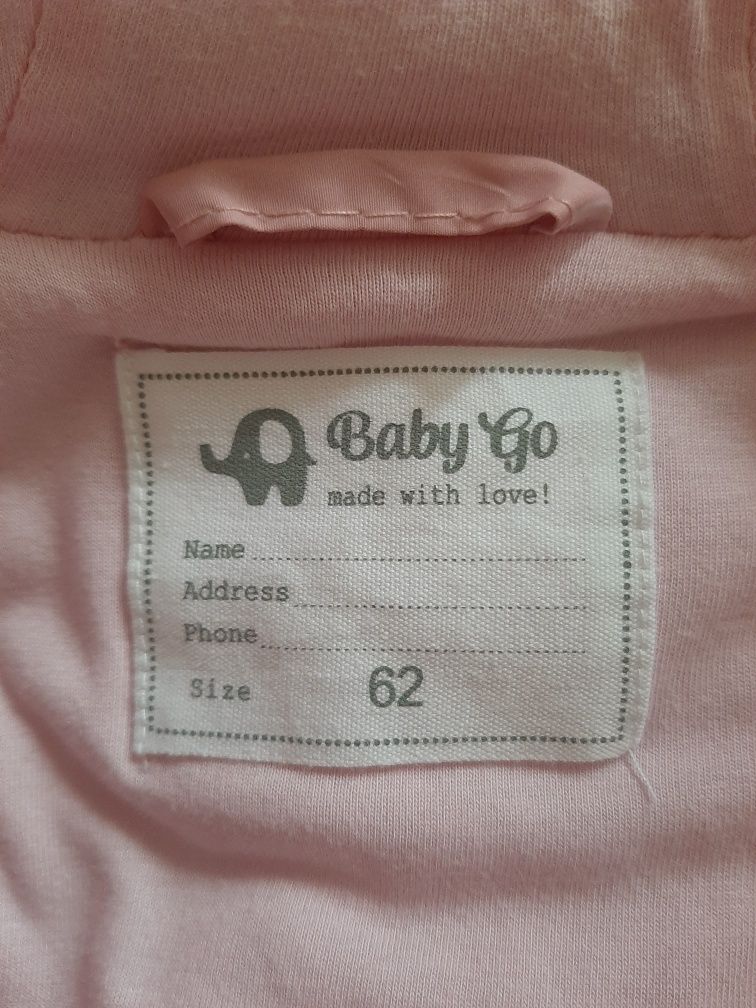 Baby Go
made with love!
Name
Address
Phone
Size 62